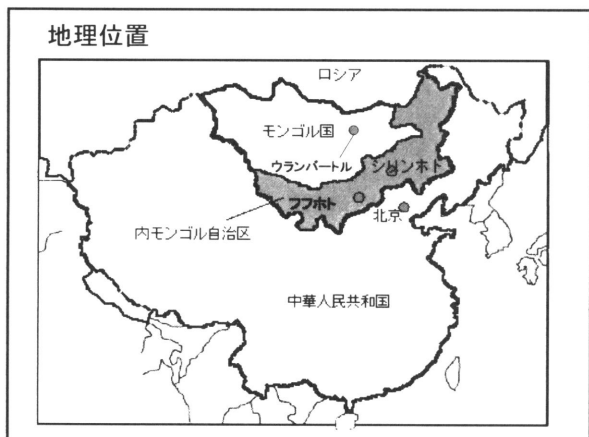 地理位置
ロシア
モンゴル国
ウランバートル
シリンホト
フフホト
北京
内モンゴル自治区
中華人民共和国